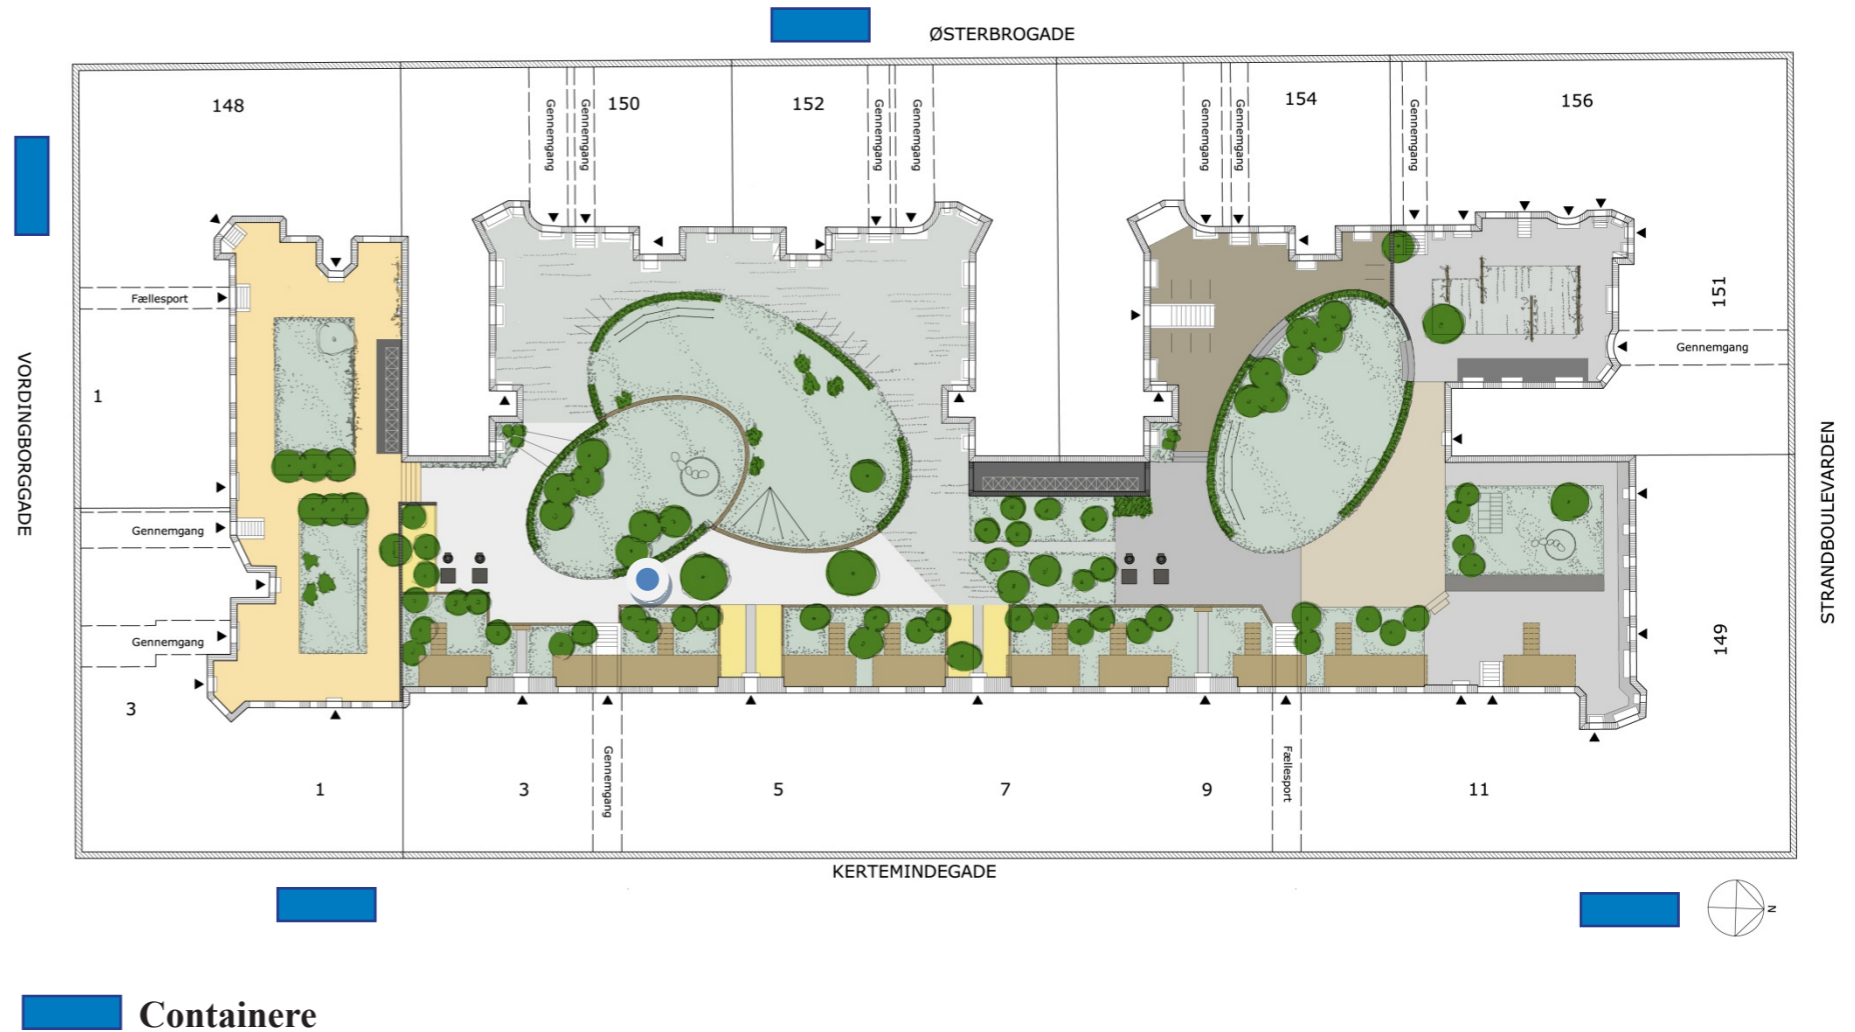 ØSTERBROGADE
148
150
152
154
156
Gennemgang
Gennemgang
Gennemgang
Gennemgang
Gennemgang
Gennemgang
Gennemgang
Fællesport
151
Gennemgang
VORDINGBORGGADE
1
STRANDBOULEVARDEN
Gennemgang
Gennemgang
149
3
1
3
Gennemgang
5
7
9
Fællesport
11
KERTEMINDEGADE
N
Containere